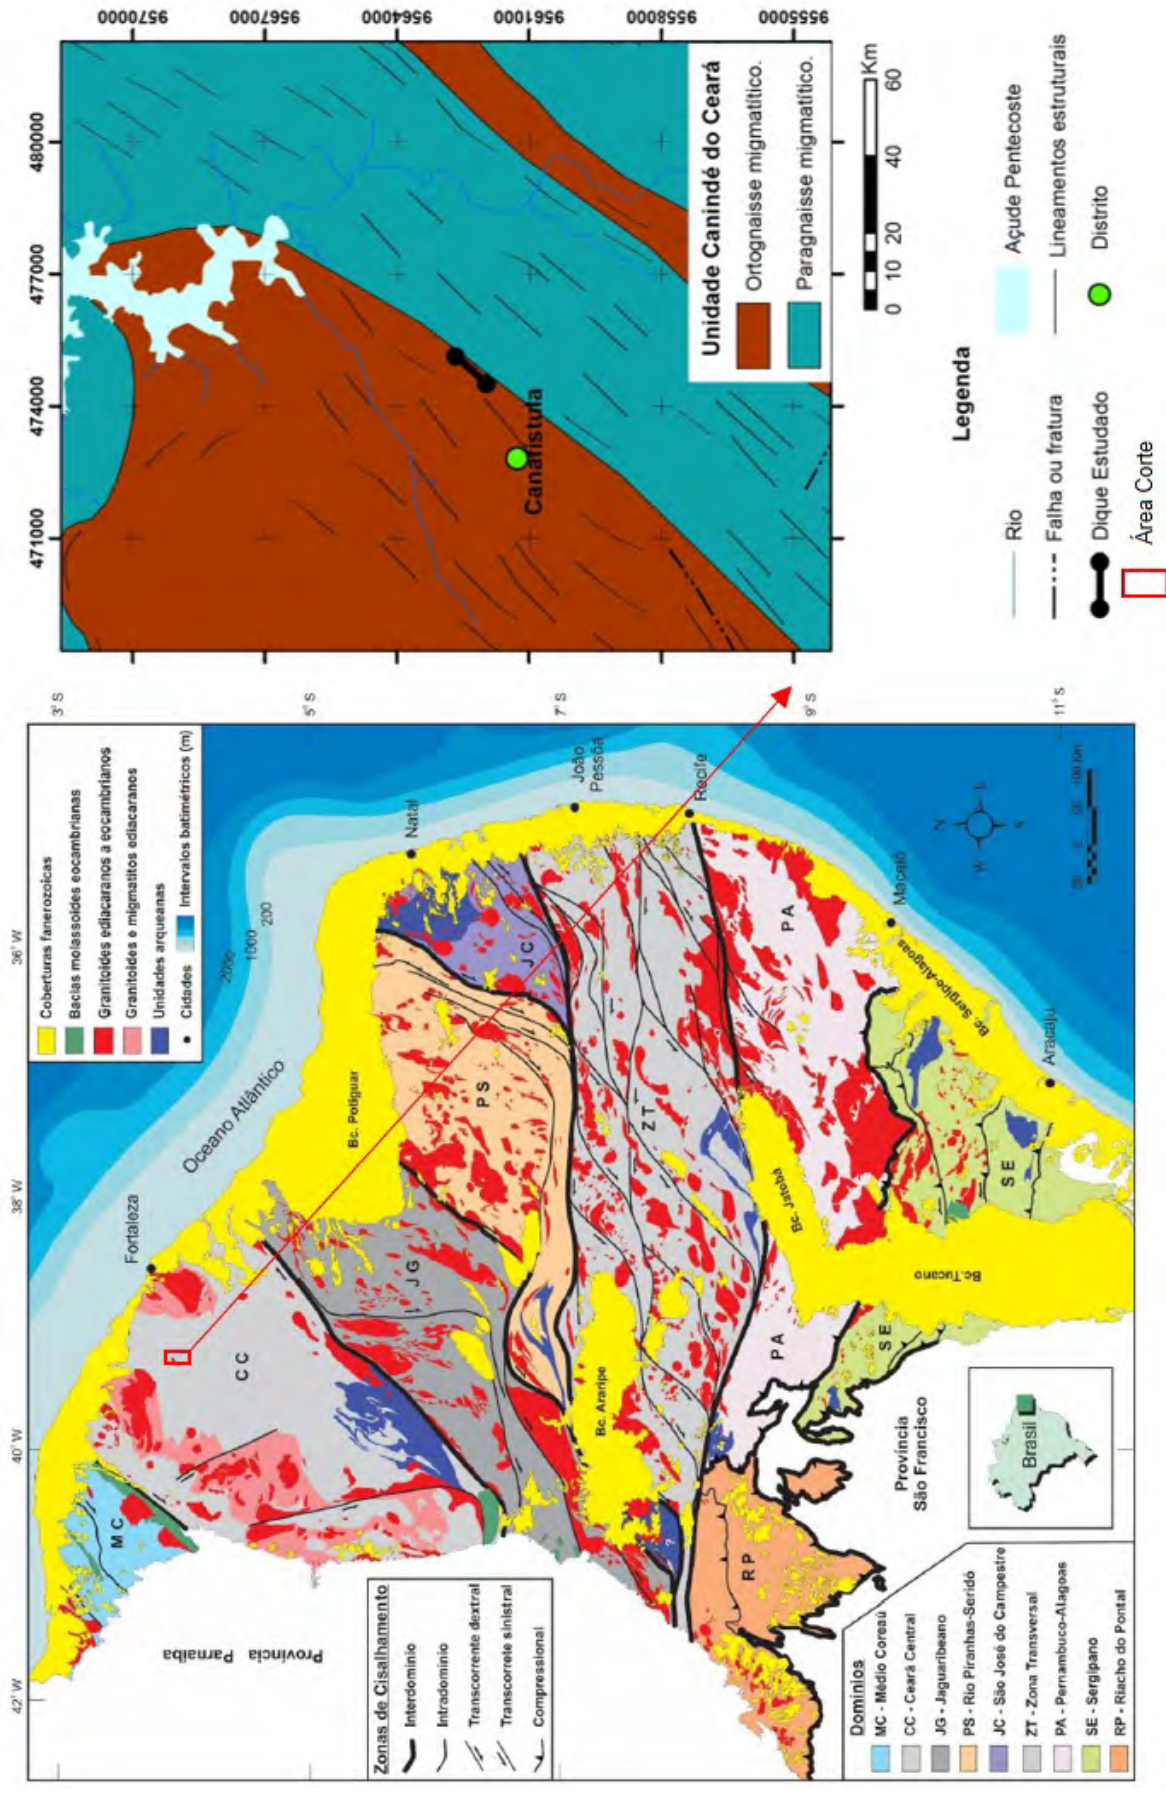 3°S
5°S
7°S
9°S
11°S
36° W
38° W
40° W
42° W
Coberturas fanerozoicas
Bacias molassoides eocambrianas
Granitoides ediacaranos a eocambrianos
Granitoides e migmatitos ediacaranos
Unidades arqueanas
Cidades
Intervalos batimétricos (m)
2000
1000
200
Oceano Atlântico
Fortaleza
Natal
João
Pessôa
Recife
Maceió
Aracaju
Bc. Potiguar
Bc. Sergipe-Alagoas
Bc. Jatobá
Bc.Tucano
Bc. Araripe
MC
CC
JG
PS
JC
ZT
PA
PA
SE
SE
RP
?
Província
Parnaíba
Província
São Francisco
Brasil
N
W
100 Km
Zonas de Cisalhamento
Interdomínio
Intradomínio
Transcorrente dextral
Transcorrete sinistral
Compressional
Domínios
MC - Médio Coreaú
CC - Ceará Central
JG - Jaguaribeano
PS - Rio Piranhas-Seridó
JC - São José do Campestre
ZT - Zona Transversal
PA - Pernambuco-Alagoas
SE - Sergipano
RP - Riacho do Pontal
471000
474000
477000
480000
9570000
9567000
9564000
9561000
9558000
9555000
Canafístula
Unidade Canindé do Ceará
Ortognaisse migmatítico.
Paragnaisse migmatítico.
0 10 20 40 60
Km
Legenda
Rio
Açude Pentecoste
Falha ou fratura
Lineamentos estruturais
Dique Estudado
Distrito
Área Corte